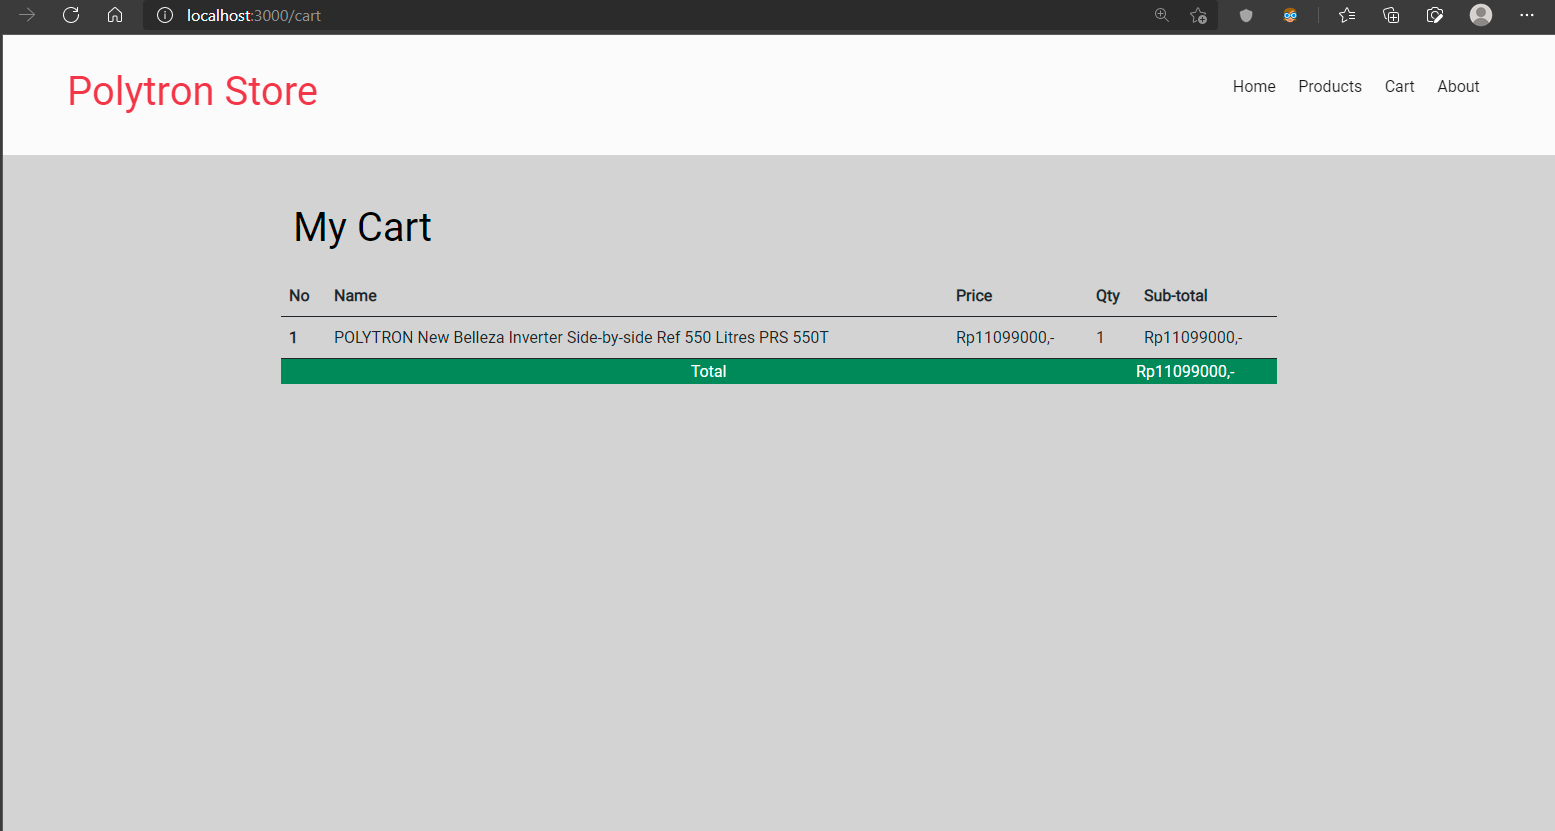 localhost:3000/cart
Polytron Store
Home Products Cart About
My Cart
No Name Price Qty Sub-total
1 POLYTRON New Belleza Inverter Side-by-side Ref 550 Litres PRS 550T Rp11099000,- 1 Rp11099000,-
Total Rp11099000,-